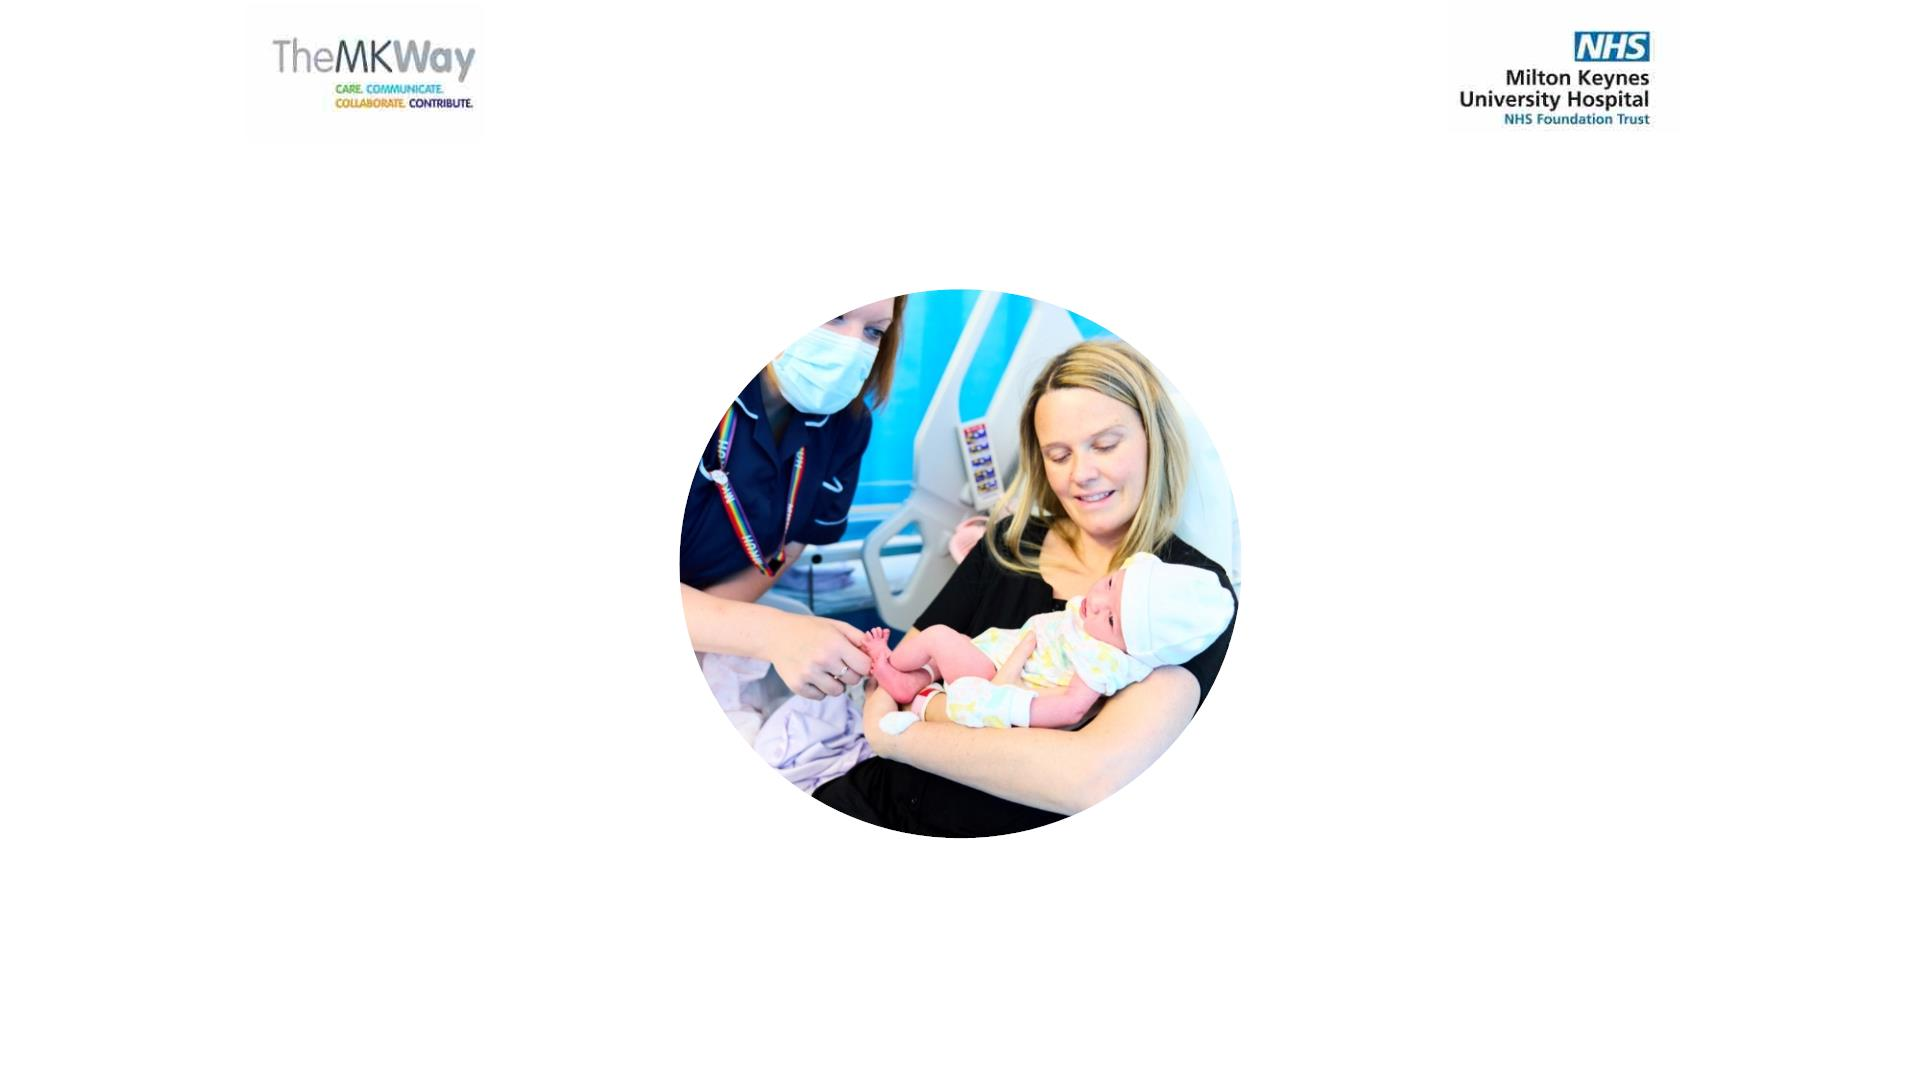 TheMKWay
CARE. COMMUNICATE.
COLLABORATE. CONTRIBUTE.
NHS
Milton Keynes
University Hospital
NHS Foundation Trust